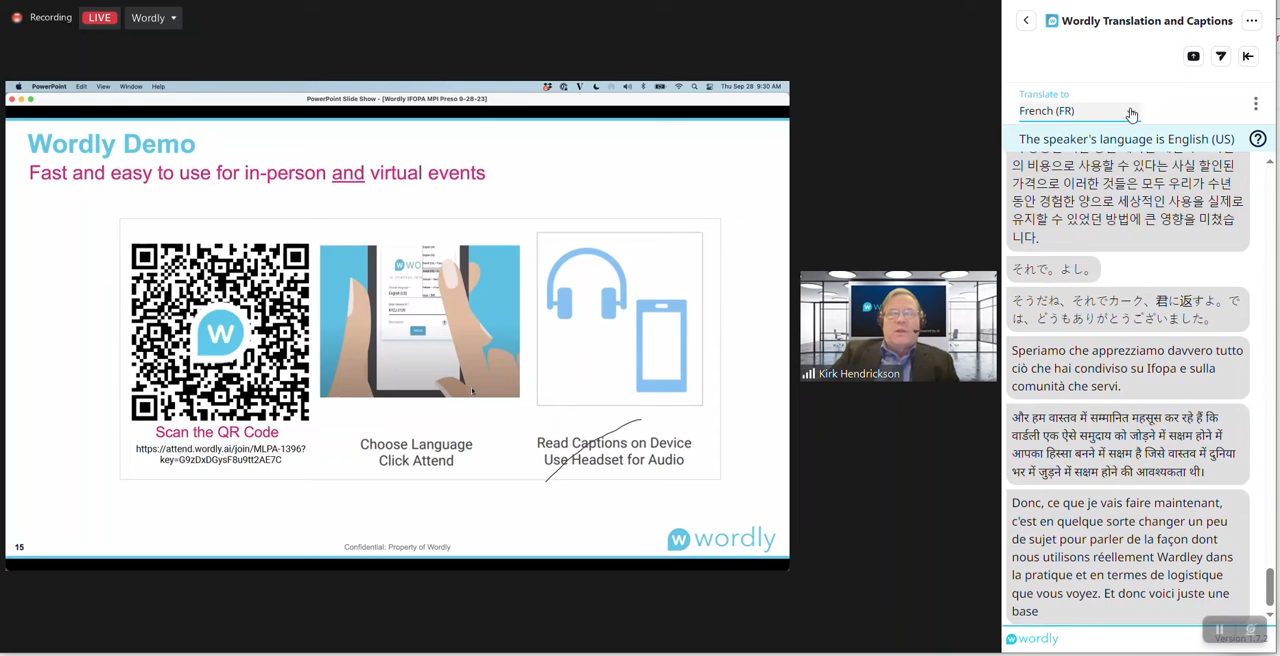 Recording
LIVE
Wordly
PowerPoint Edit View Window Help
Thu Sep 28 9:30 AM
PowerPoint Slide Show - [Wordly IFOPA MPI Preso 9-28-23]
Wordly Demo
Fast and easy to use for in-person and virtual events
Scan the QR Code
https://attend.wordly.ai/join/MLPA-1396?
key=G9zDxDGysF8u9tt2AE7C
Choose Language
Click Attend
Read Captions on Device
Use Headset for Audio
15
Confidential: Property of Wordly
wordly
Kirk Hendrickson
Wordly Translation and Captions
Translate to
French (FR)
The speaker's language is English (US)
의 비용으로 사용할 수 있다는 사실 할인된
가격으로 이러한 것들은 모두 우리가 수년
동안 경험한 양으로 세상적인 사용을 실제로
유지할 수 있었던 방법에 큰 영향을 미쳤습
니다.
それで。よし。
そうだね、それでカーク、君に返すよ。で
は、どうもありがとうございました。
Speriamo che apprezziamo davvero tutto
ciò che hai condiviso su Ifopa e sulla
comunità che servi.
और हम वास्तव में सम्मानित महसूस कर रहे हैं कि
वार्डली एक ऐसे समुदाय को जोड़ने में सक्षम होने में
आपका हिस्सा बनने में सक्षम है जिसे वास्तव में दुनिया
भर में जुड़ने में सक्षम होने की आवश्यकता थी।
Donc, ce que je vais faire maintenant,
c'est en quelque sorte changer un peu
de sujet pour parler de la façon dont
nous utilisons réellement Wardley dans
la pratique et en termes de logistique
que vous voyez. Et donc voici juste une
base
wordly
Version 1.7.2